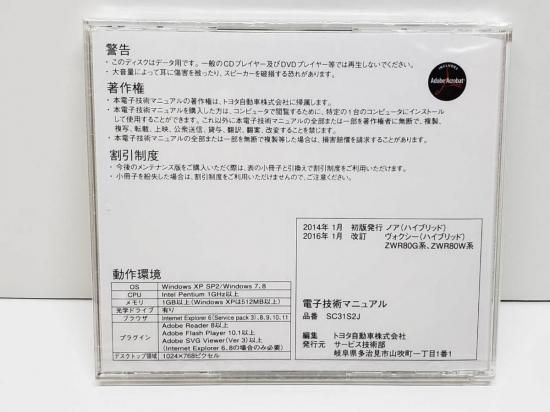 警告
・このディスクはデータ用です。一般のCDプレイヤー及びDVDプレイヤー等では再生しないでください。
・大音量によって耳に傷害を被ったり、スピーカーを破損する恐れがあります。
INCLUDES
Adobe Acrobat
著作権
・本電子技術マニュアルの著作権は、トヨタ自動車株式会社に帰属します。
・本電子技術マニュアルを購入した方は、コンピュータで閲覧するために、特定の1台のコンピュータにインストール
して使用することができます。これ以外に本電子技術マニュアルの全部または一部を著作権者に無断で、複製、
複写、転載、上映、公衆送信、貸与、翻訳、翻案、改変することを禁じます。
・本電子技術マニュアルの全部または一部を無断で複製等した場合は、損害賠償を請求することがあります。
割引制度
・今後のメンテナンス版をご購入いただく際は、表の小冊子と引換えで割引制度をご利用いただけます。
・小冊子を紛失した場合は、割引制度をご利用いただけませんので、ご注意ください。
2014年 1月 初版発行 ノア(ハイブリッド)
2016年 1月 改訂 ヴォクシー(ハイブリッド)
ZWR80G系、ZWR80W系
電子技術マニュアル
品番 SC31S2J
編集 トヨタ自動車株式会社
発行元 サービス技術部
岐阜県多治見市山吹町一丁目1番1
動作環境
OS Windows XP SP2/Windows 7、8
CPU Intel Pentium 1GHz以上
メモリ 1GB以上(Windows XPは512MB以上)
光学ドライブ 有り
ブラウザ Internet Explorer 6(Service pack 3)、8、9、10、11
プラグイン Adobe Reader 8以上
Adobe Flash Player 10.1以上
Adobe SVG Viewer(Ver 3)以上
(Internet Explorer 6、8の場合のみ必要)
デスクトップ領域 1024×768ピクセル